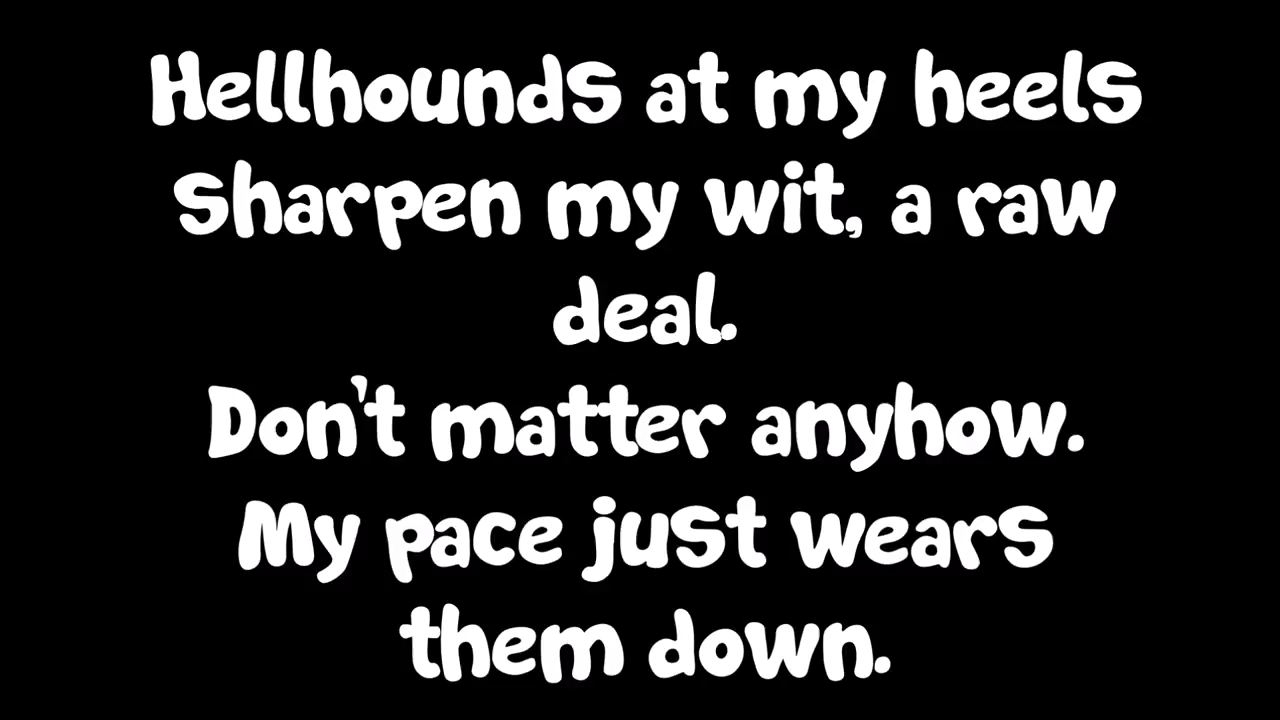 Hellhounds at my heels
Sharpen my wit, a raw
deal.
Don't matter anyhow.
My pace just wears
them down.